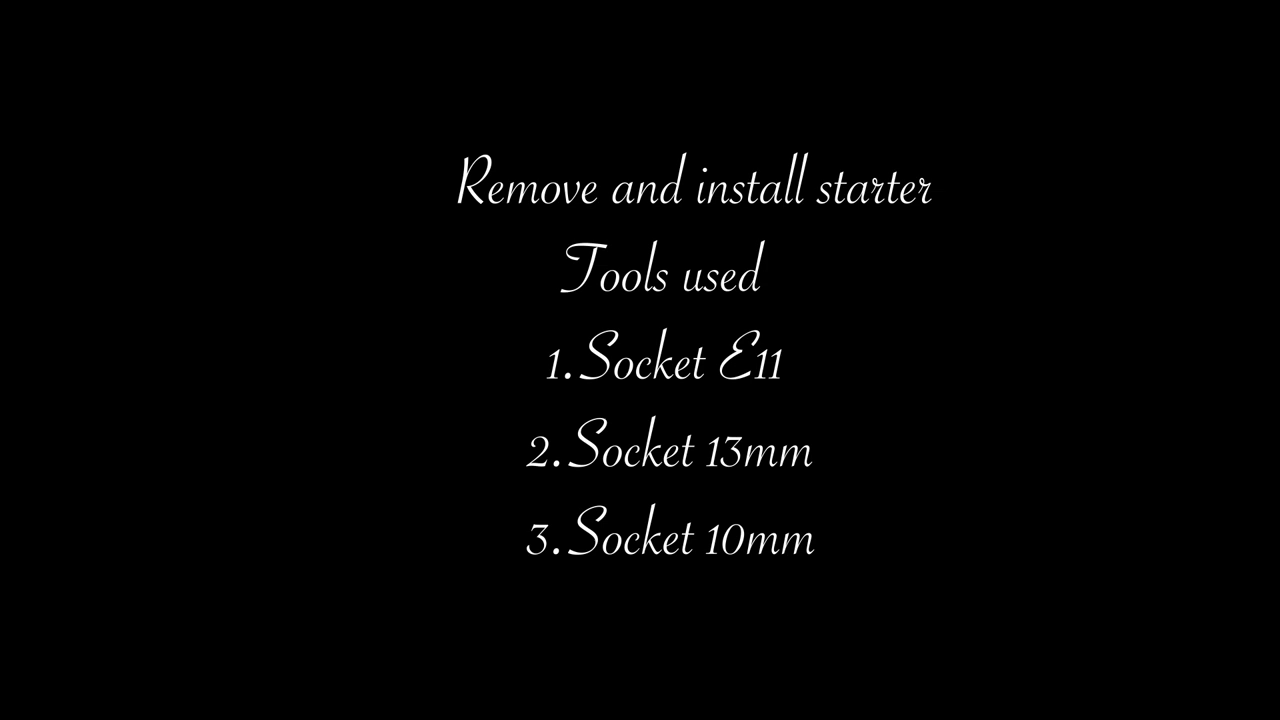 Remove and install starter
Tools used
1.Socket E11
2.Socket 13mm
3.Socket 10mm